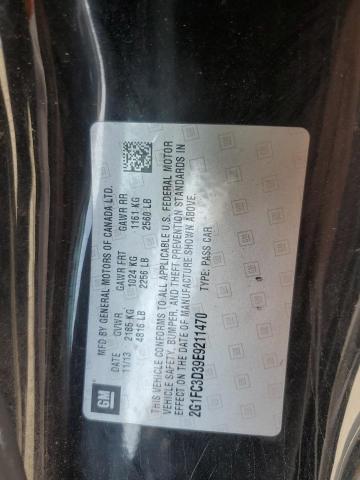 GM
MFD BY GENERAL MOTORS OF CANADA LTD.
DATE GVWR GAWR FRT GAWR RR
11/13 2185 KG 1024 KG 1161 KG
4816 LB 2256 LB 2560 LB
THIS VEHICLE CONFORMS TO ALL APPLICABLE U.S. FEDERAL MOTOR
VEHICLE SAFETY, BUMPER, AND THEFT PREVENTION STANDARDS IN
EFFECT ON THE DATE OF MANUFACTURE SHOWN ABOVE.
2G1FC3D39E9211470 TYPE: PASS CAR